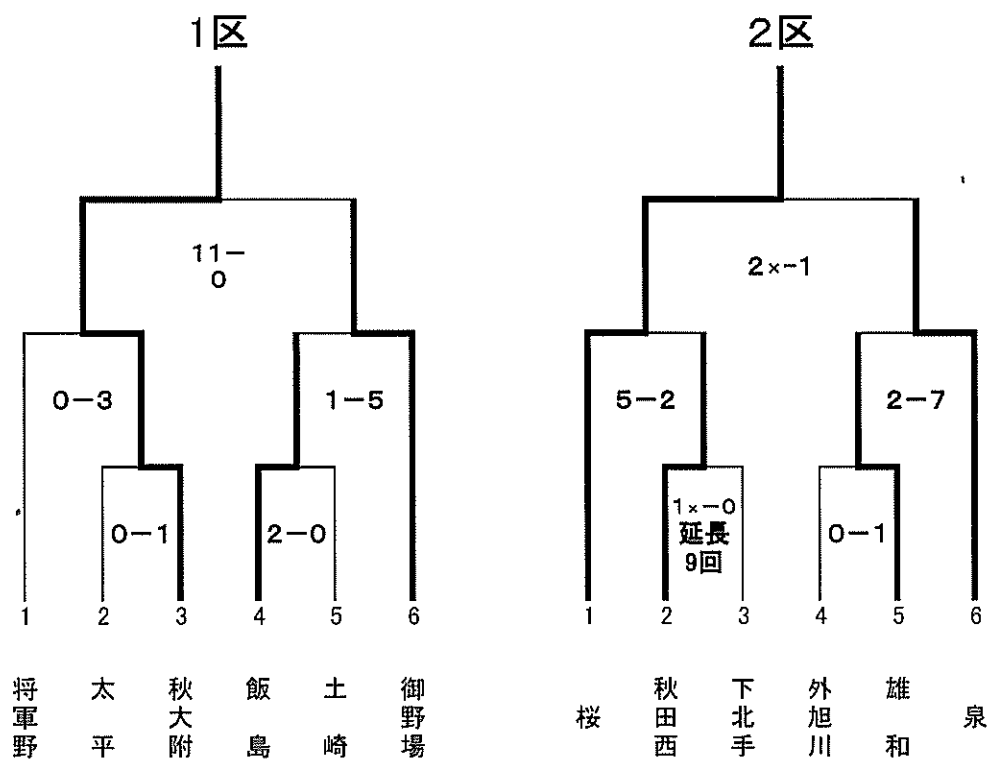 1区
2区
11-
0
2×-1
0-3
1-5
5-2
2-7
0-1
2-0
1×-0
延長
9回
0-1
1 2 3 4 5 6
1 2 3 4 5 6
将軍野
太平
秋大附
飯島
土崎
御野場
桜
秋田西
下北手
外旭川
雄和
泉